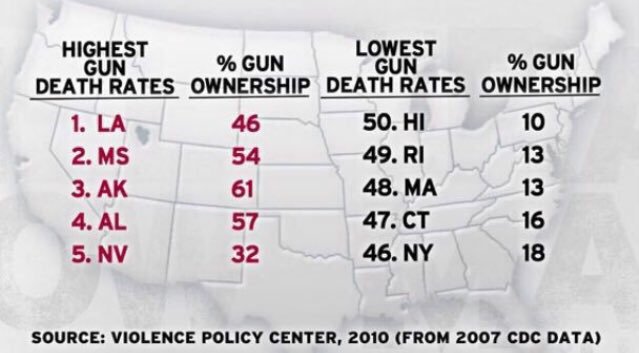 HIGHEST
GUN
DEATH RATES
% GUN
OWNERSHIP
LOWEST
GUN
DEATH RATES
% GUN
OWNERSHIP
1. LA 46 50. HI 10
2. MS 54 49. RI 13
3. AK 61 48. MA 13
4. AL 57 47. CT 16
5. NV 32 46. NY 18
SOURCE: VIOLENCE POLICY CENTER, 2010 (FROM 2007 CDC DATA)